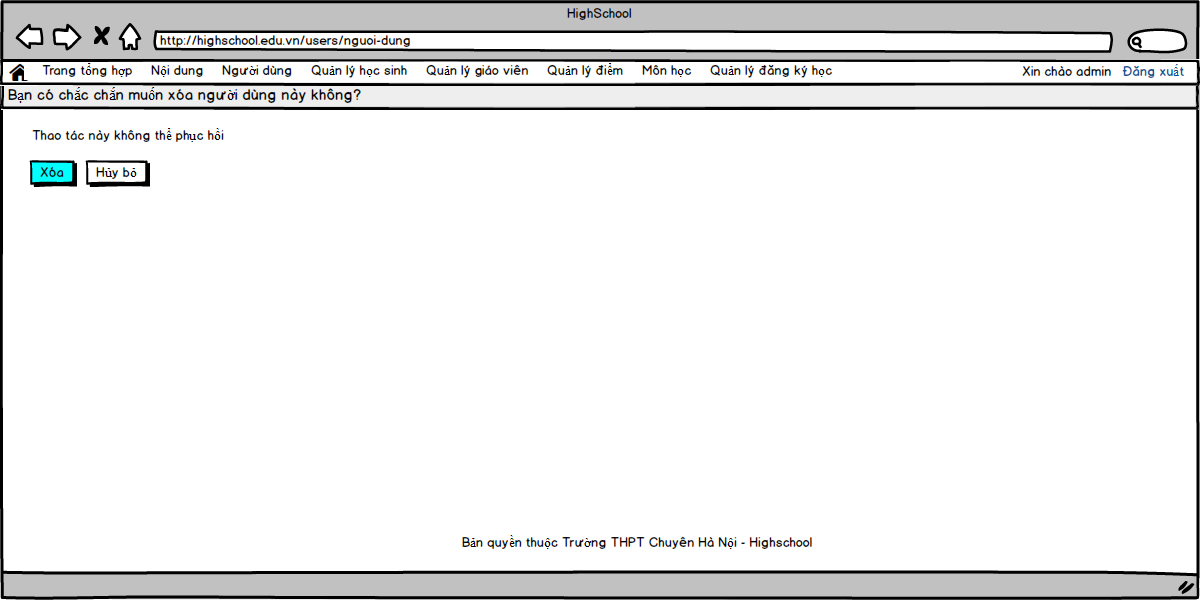 HighSchool
http://highschool.edu.vn/users/nguoi-dung
Trang tổng hợp Nội dung Người dùng Quản lý học sinh Quản lý giáo viên Quản lý điểm Môn học Quản lý đăng ký học Xin chào admin Đăng xuất
Bạn có chắc chắn muốn xóa người dùng này không?
Thao tác này không thể phục hồi
Xóa Hủy bỏ
Bản quyền thuộc Trường THPT Chuyên Hà Nội - Highschool